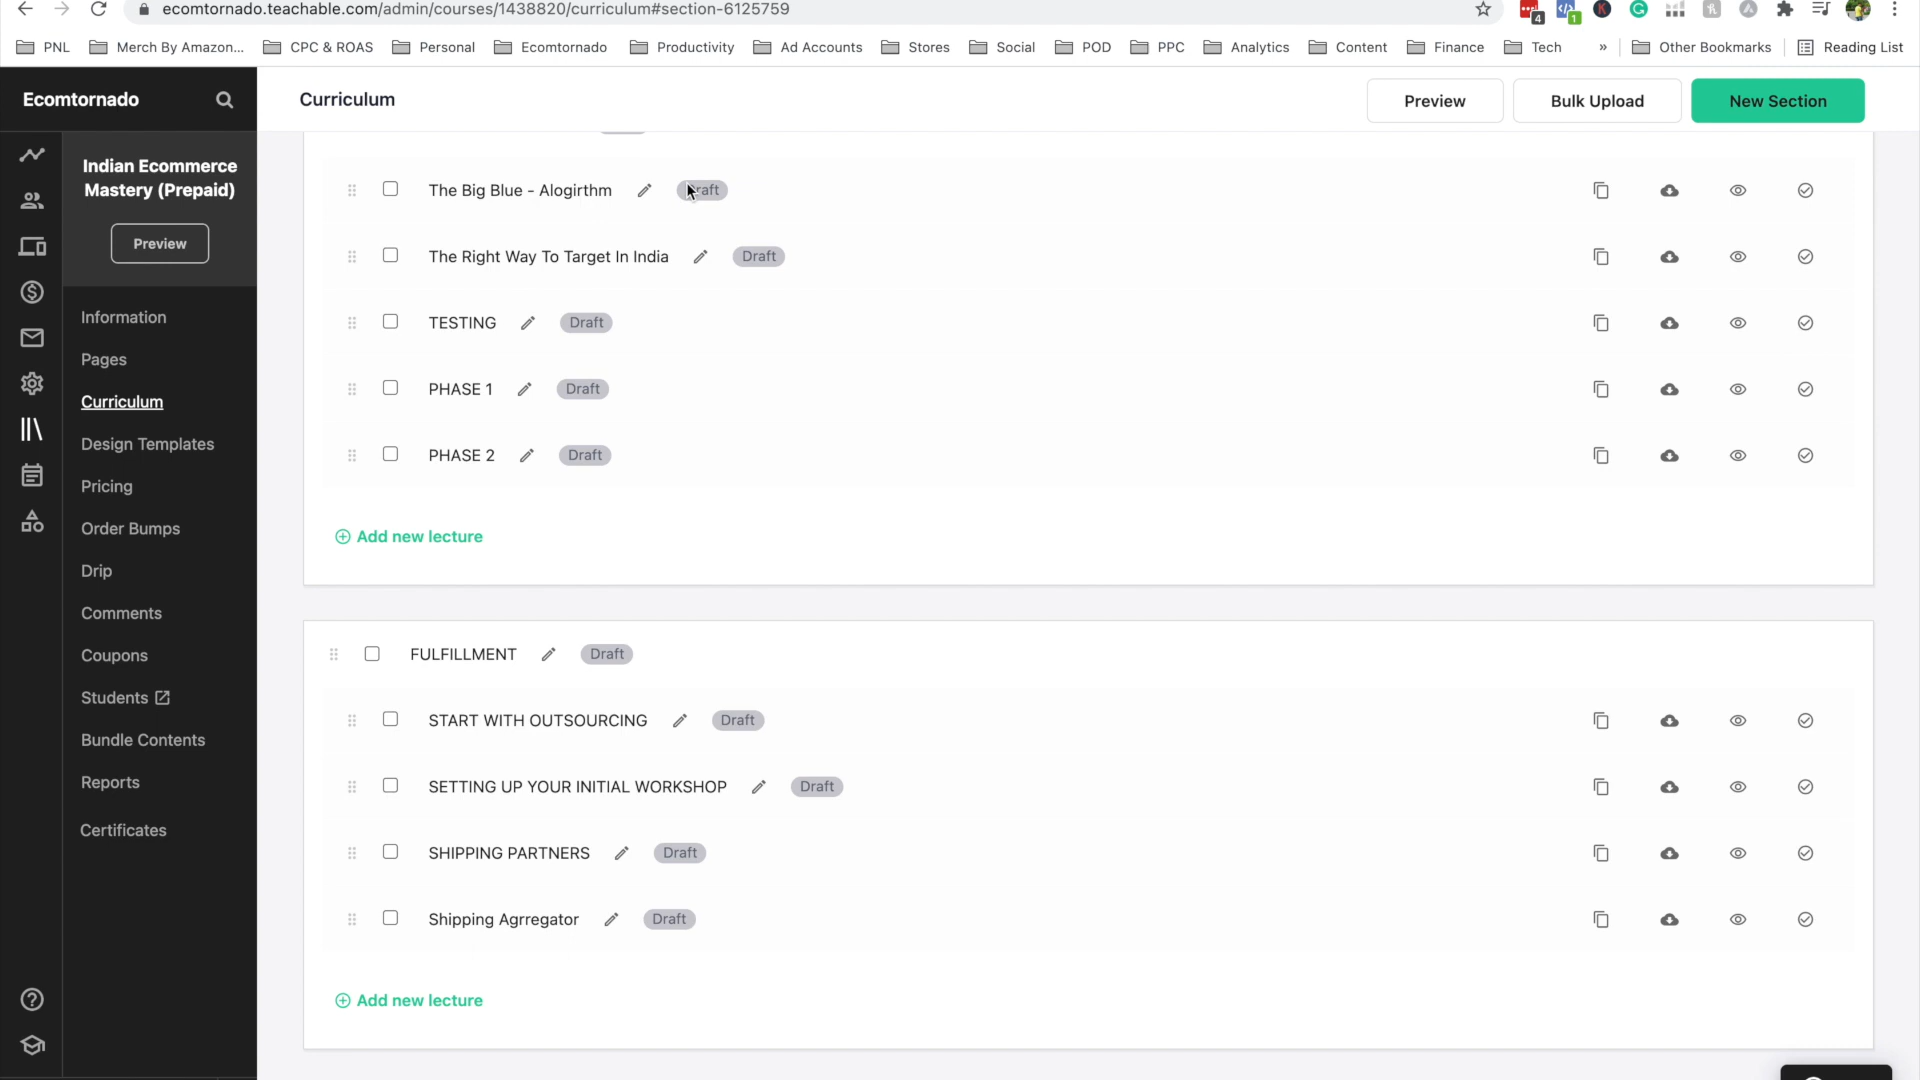 ecomtornado.teachable.com/admin/courses/1438820/curriculum#section-6125759
4
1
PNL
Merch By Amazon...
CPC & ROAS
Personal
Ecomtornado
Productivity
Ad Accounts
Stores
Social
POD
PPC
Analytics
Content
Finance
Tech
»
Other Bookmarks
Reading List
Ecomtornado
Curriculum
Preview
Bulk Upload
New Section
Indian Ecommerce
Mastery (Prepaid)
Preview
Information
Pages
Curriculum
Design Templates
Pricing
Order Bumps
Drip
Comments
Coupons
Students
Bundle Contents
Reports
Certificates
The Big Blue - Alogirthm
The Right Way To Target In India Draft
TESTING Draft
PHASE 1 Draft
PHASE 2 Draft
Add new lecture
FULFILLMENT Draft
START WITH OUTSOURCING Draft
SETTING UP YOUR INITIAL WORKSHOP Draft
SHIPPING PARTNERS Draft
Shipping Agrregator Draft
Add new lecture